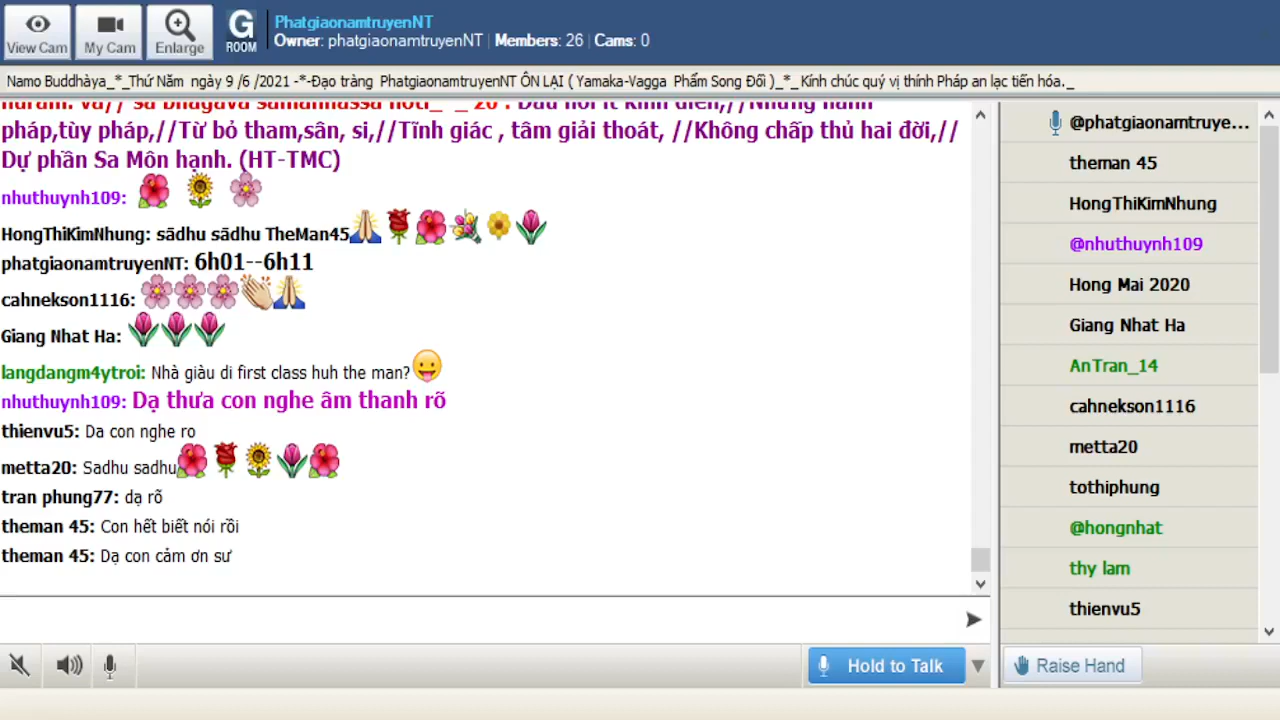 View Cam
My Cam
Enlarge
G
ROOM
PhatgiaonamtruyenNT
Owner: phatgiaonamtruyenNT | Members: 26 | Cams: 0
Namo Buddhàya_*_Thứ Năm ngày 9 /6 /2021 -*-Đạo tràng PhatgiaonamtruyenNT ÔN LẠI ( Yamaka-Vagga Phẩm Song Đối )_*_Kính chúc quý vị thính Pháp an lạc tiến hóa._
pháp,tùy pháp,//Từ bỏ tham,sân, si,//Tĩnh giác , tâm giải thoát, //Không chấp thủ hai đời,//
Dự phần Sa Môn hạnh. (HT-TMC)
nhuthuynh109:
HongThiKimNhung: sādhu sādhu TheMan45
phatgiaonamtruyenNT: 6h01--6h11
cahnekson1116:
Giang Nhat Ha:
langdangm4ytroi: Nhà giàu di first class huh the man?
nhuthuynh109: Dạ thưa con nghe âm thanh rõ
thienvu5: Da con nghe ro
metta20: Sadhu sadhu
tran phung77: dạ rõ
theman 45: Con hết biết nói rồi
theman 45: Dạ con cảm ơn sư
@phatgiaonamtruye...
theman 45
HongThiKimNhung
@nhuthuynh109
Hong Mai 2020
Giang Nhat Ha
AnTran_14
cahnekson1116
metta20
tothiphung
@hongnhat
thy lam
thienvu5
Hold to Talk
Raise Hand